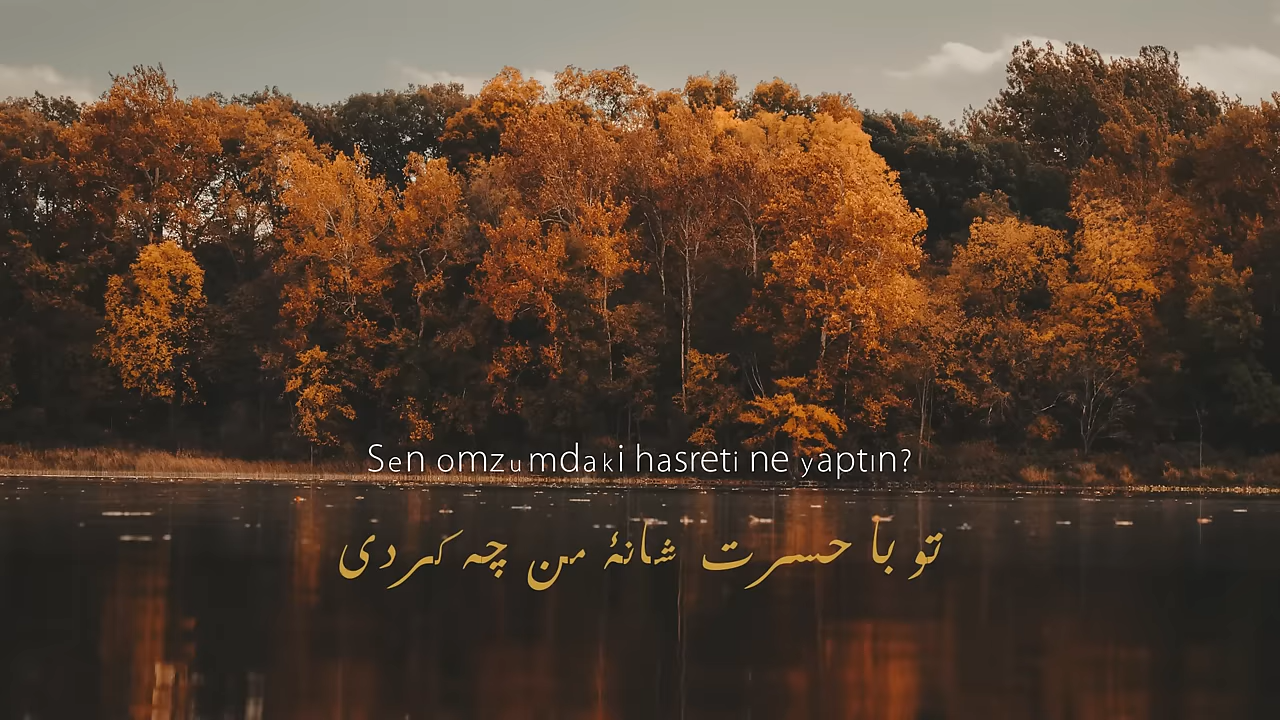 Sen omzumdaki hasreti ne yaptın?
تو با حسرت شانهٔ من چه کردی